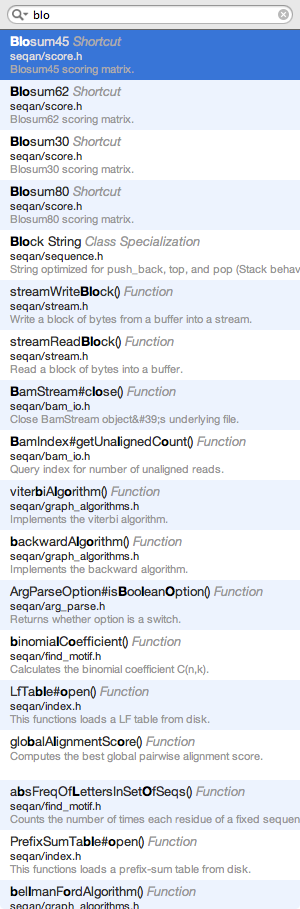 blo
Blosum45 Shortcut
seqan/score.h
Blosum45 scoring matrix.
Blosum62 Shortcut
seqan/score.h
Blosum62 scoring matrix.
Blosum30 Shortcut
seqan/score.h
Blosum30 scoring matrix.
Blosum80 Shortcut
seqan/score.h
Blosum80 scoring matrix.
Block String Class Specialization
seqan/sequence.h
String optimized for push_back, top, and pop (Stack behav
streamWriteBlock() Function
seqan/stream.h
Write a block of bytes from a buffer into a stream.
streamReadBlock() Function
seqan/stream.h
Read a block of bytes into a buffer.
BamStream#close() Function
seqan/bam_io.h
Close BamStream object&#39;s underlying file.
BamIndex#getUnalignedCount() Function
seqan/bam_io.h
Query index for number of unaligned reads.
viterbiAlgorithm() Function
seqan/graph_algorithms.h
Implements the viterbi algorithm.
backwardAlgorithm() Function
seqan/graph_algorithms.h
Implements the backward algorithm.
ArgParseOption#isBooleanOption() Function
seqan/arg_parse.h
Returns whether option is a switch.
binomialCoefficient() Function
seqan/find_motif.h
Calculates the binomial coefficient C(n,k).
LfTable#open() Function
seqan/index.h
This functions loads a LF table from disk.
globalAlignmentScore() Function
Computes the best global pairwise alignment score.
absFreqOfLettersInSetOfSeqs() Function
seqan/find_motif.h
Counts the number of times each residue of a fixed sequen
PrefixSumTable#open() Function
seqan/index.h
This functions loads a prefix-sum table from disk.
bellmanFordAlgorithm() Function
seqan/graph_algorithms.h